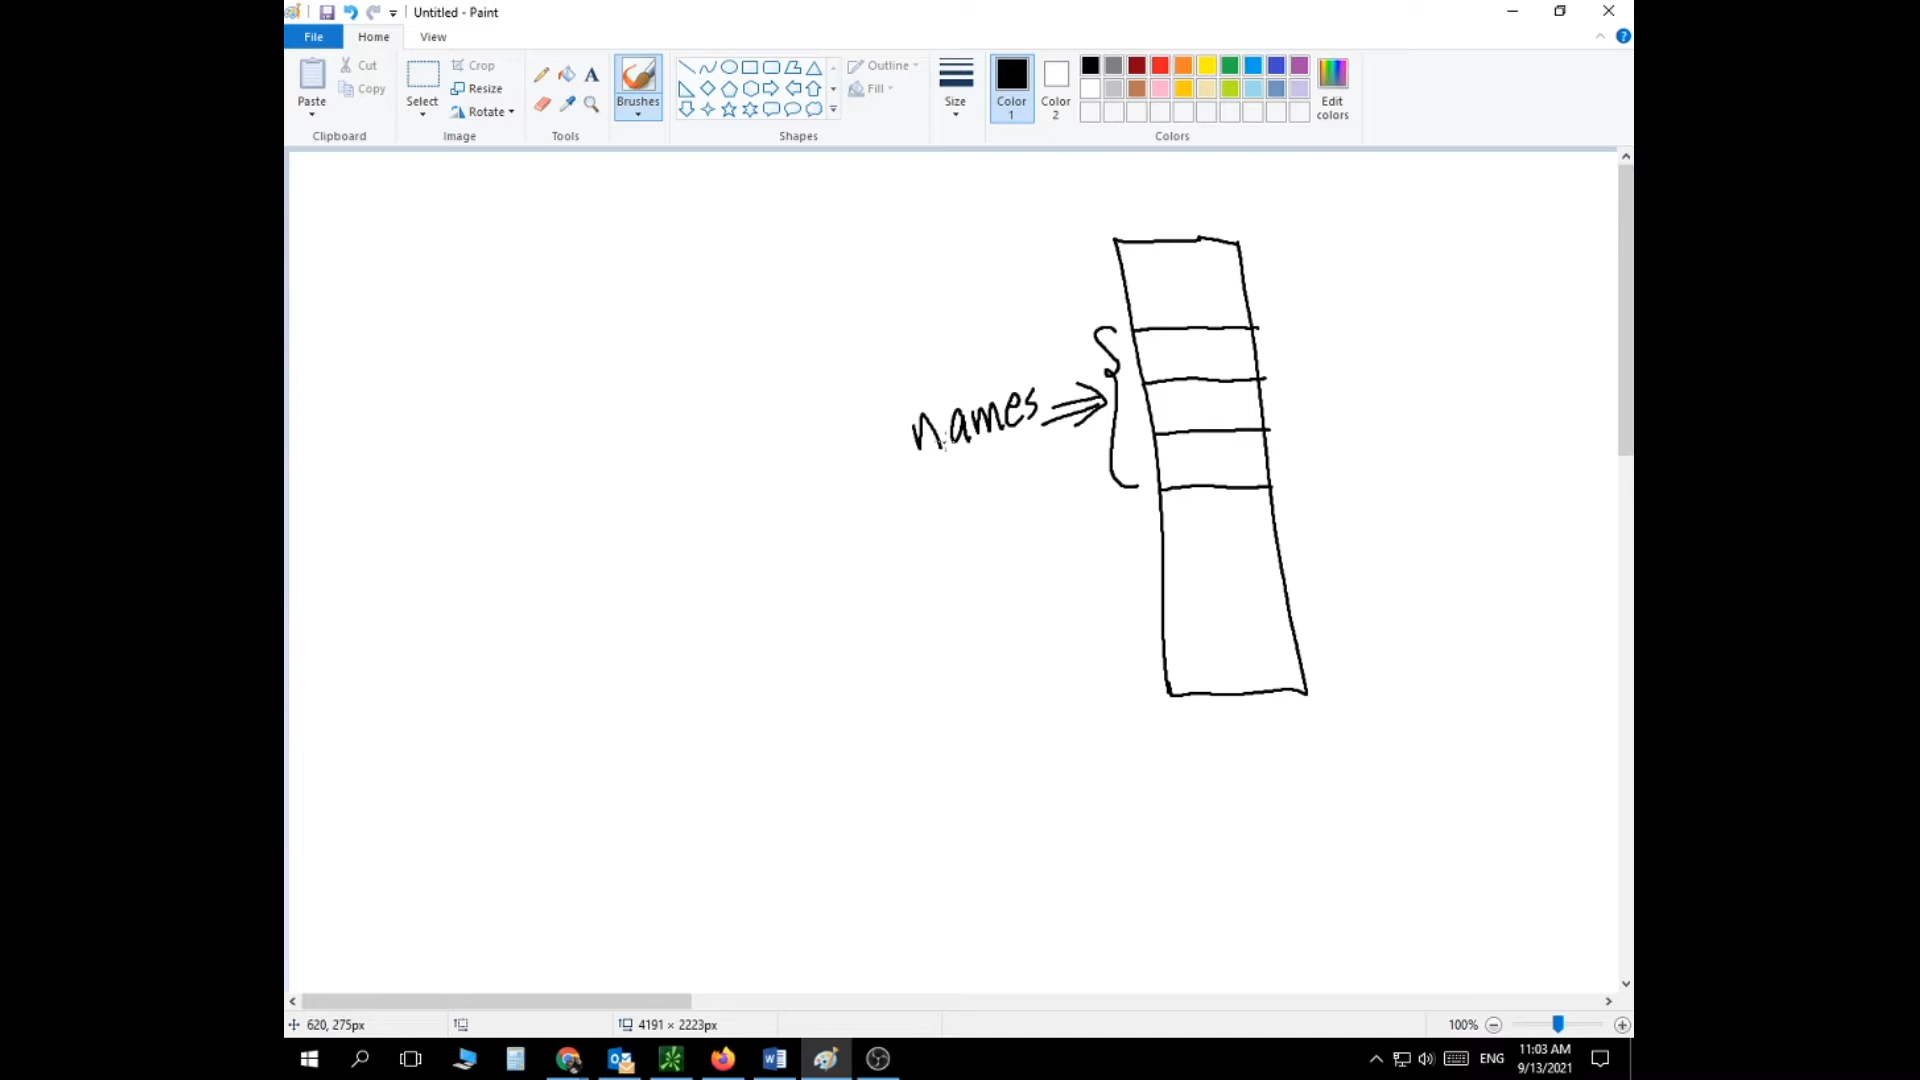 Untitled - Paint
File Home View
Paste
Cut
Copy
Clipboard
Select
Crop
Resize
Rotate
Image
Tools
Brushes
Outline
Fill
Shapes
Size
Color 1
Color 2
Edit colors
Colors
names
620, 275px
4191 × 2223px
100%
ENG
11:03 AM
9/13/2021